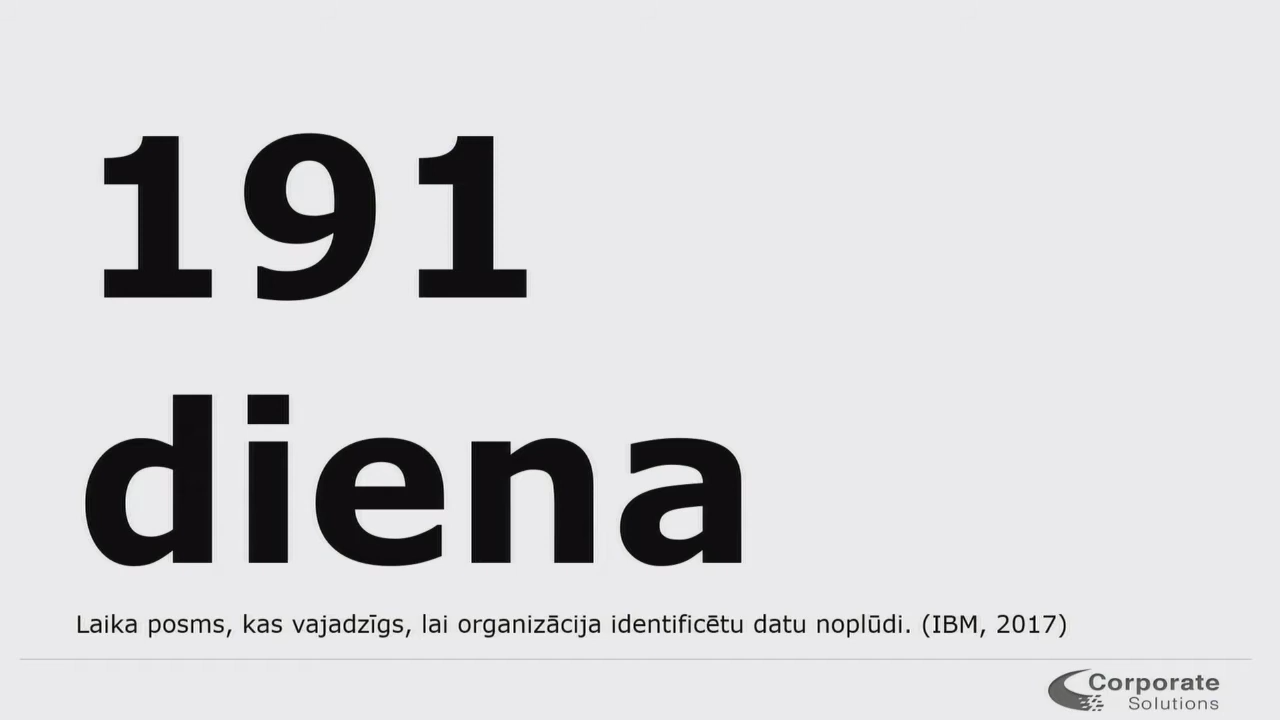 191
diena
Laika posms, kas vajadzīgs, lai organizācija identificētu datu noplūdi. (IBM, 2017)
Corporate
Solutions